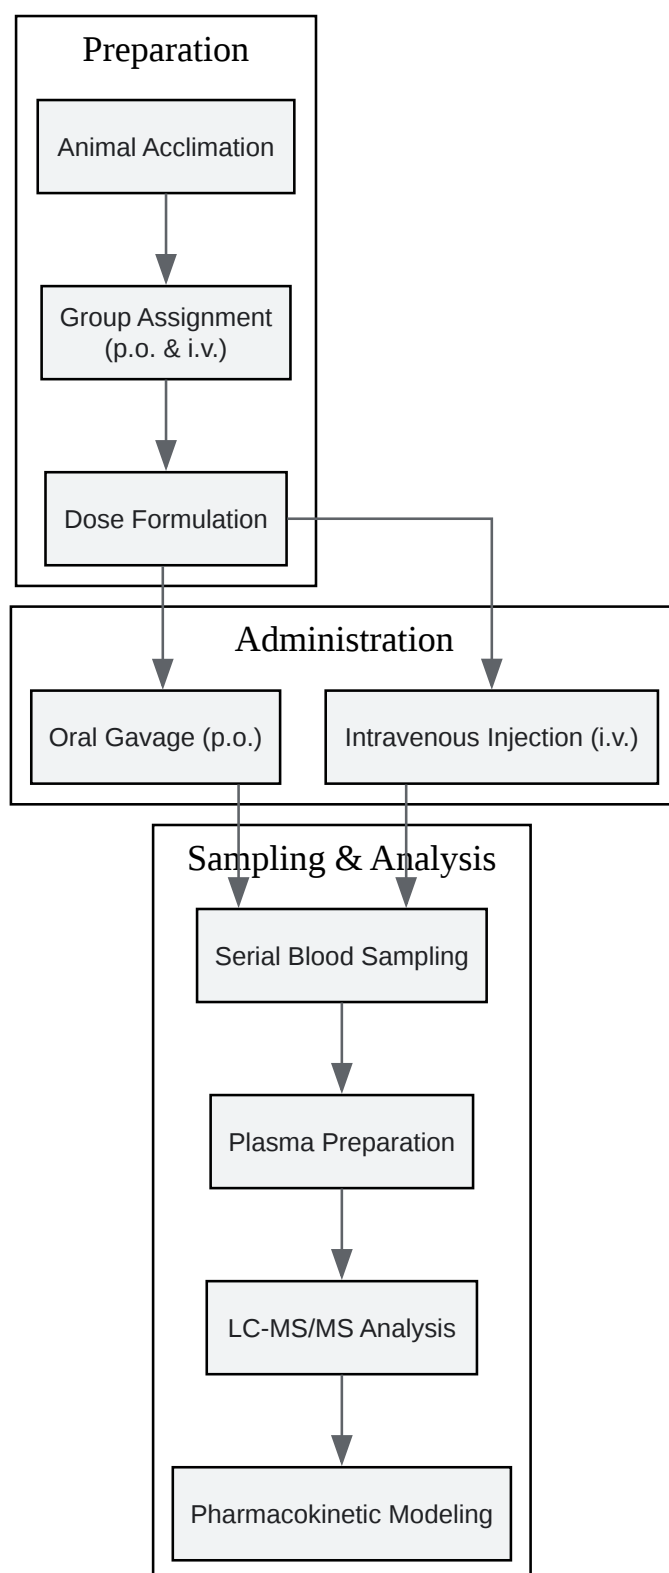 Preparation
Animal Acclimation
Group Assignment
(p.o. & i.v.)
Dose Formulation
Administration
Oral Gavage (p.o.)
Intravenous Injection (i.v.)
Sampling & Analysis
Serial Blood Sampling
Plasma Preparation
LC-MS/MS Analysis
Pharmacokinetic Modeling